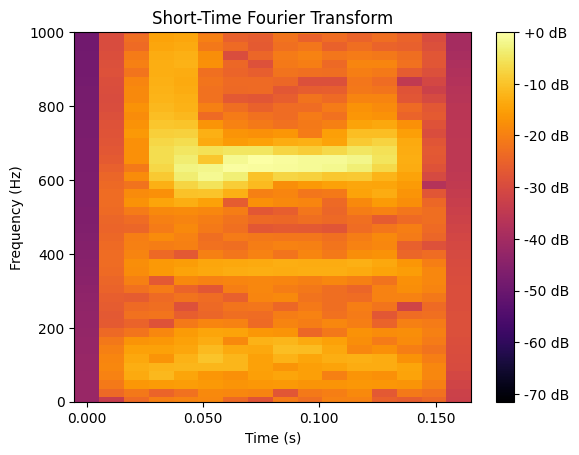 Short-Time Fourier Transform
1000
800
600
400
200
0
Frequency (Hz)
0.000
0.050
0.100
0.150
Time (s)
+0 dB
-10 dB
-20 dB
-30 dB
-40 dB
-50 dB
-60 dB
-70 dB